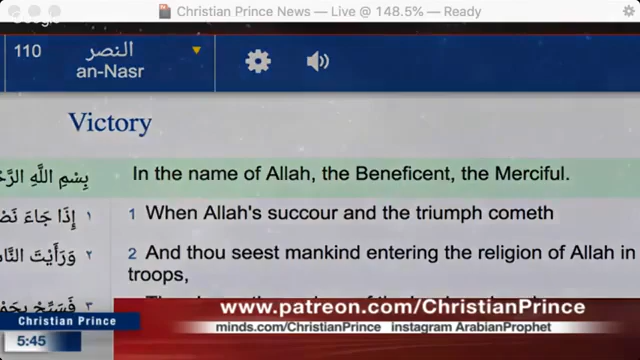 Christian Prince News — Live @ 148.5% — Ready
110
النصر
an-Nasr
Victory
بِسْمِ اللَّهِ
In the name of Allah, the Beneficent, the Merciful.
إِذَا جَاءَ ١
1 When Allah's succour and the triumph cometh
وَرَأَيْتَ ٢
2 And thou seest mankind entering the religion of Allah in
troops,
٣
www.patreon.com/ChristianPrince
minds.com/ChristianPrince instagram ArabianProphet
Christian Prince
5:45